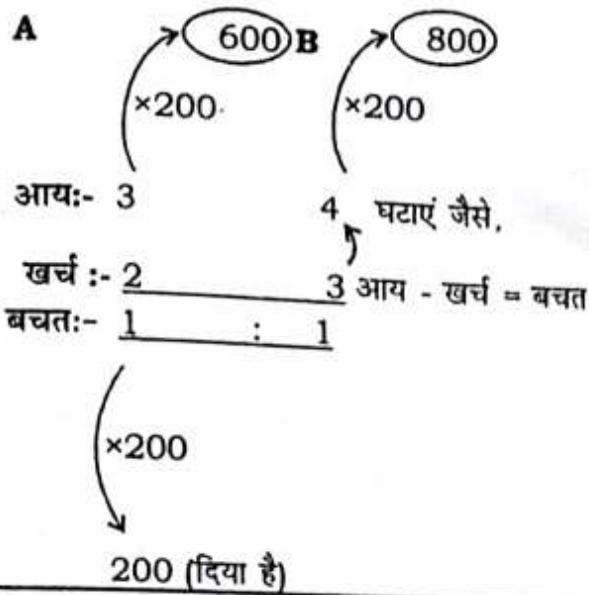 A 600 B 800
×200 ×200
आय:- 3 4 घटाएं जैसे,
खर्च :- 2 3 आय - खर्च = बचत
बचत:- 1 : 1
×200
200 (दिया है)